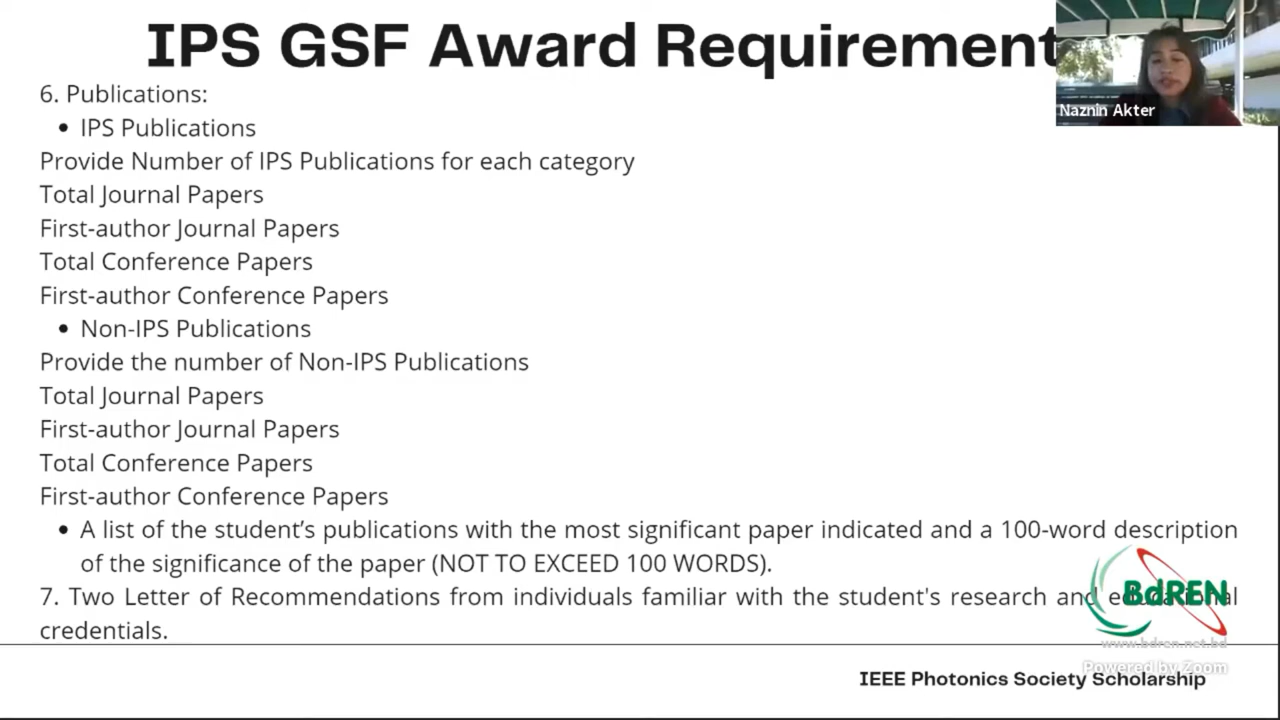 IPS GSF Award Requirement
Naznin Akter
6. Publications:
• IPS Publications
Provide Number of IPS Publications for each category
Total Journal Papers
First-author Journal Papers
Total Conference Papers
First-author Conference Papers
• Non-IPS Publications
Provide the number of Non-IPS Publications
Total Journal Papers
First-author Journal Papers
Total Conference Papers
First-author Conference Papers
• A list of the student’s publications with the most significant paper indicated and a 100-word description
of the significance of the paper (NOT TO EXCEED 100 WORDS).
7. Two Letter of Recommendations from individuals familiar with the student's research and educational
credentials.
BdREN
www.bdren.net.bd
Powered by Zoom
IEEE Photonics Society Scholarship